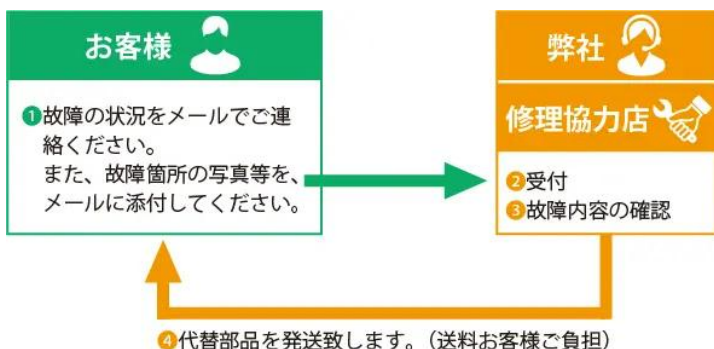 お客様
❶故障の状況をメールでご連
絡ください。
また、故障箇所の写真等を、
メールに添付してください。
弊社
修理協力店
❷受付
❸故障内容の確認
❹代替部品を発送致します。（送料お客様ご負担）